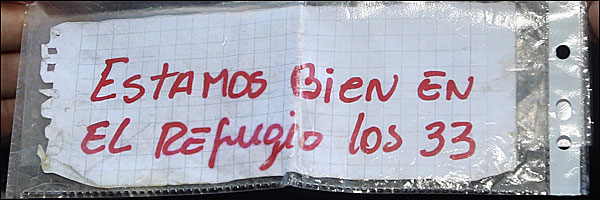 ESTAMOS BiEN EN
EL REfugio los 33